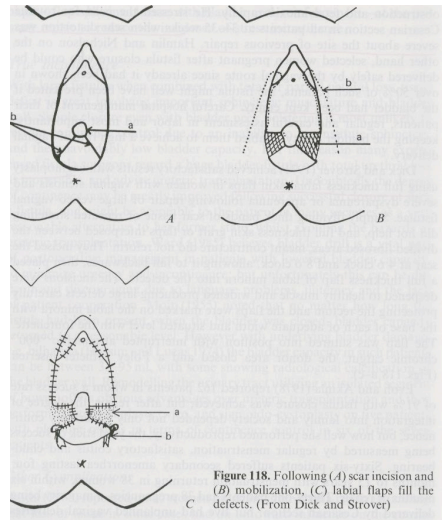 b
a
A
b
a
B
a
b
C
Figure 118. Following (A) scar incision and
(B) mobilization, (C) labial flaps fill the
defects. (From Dick and Strover)